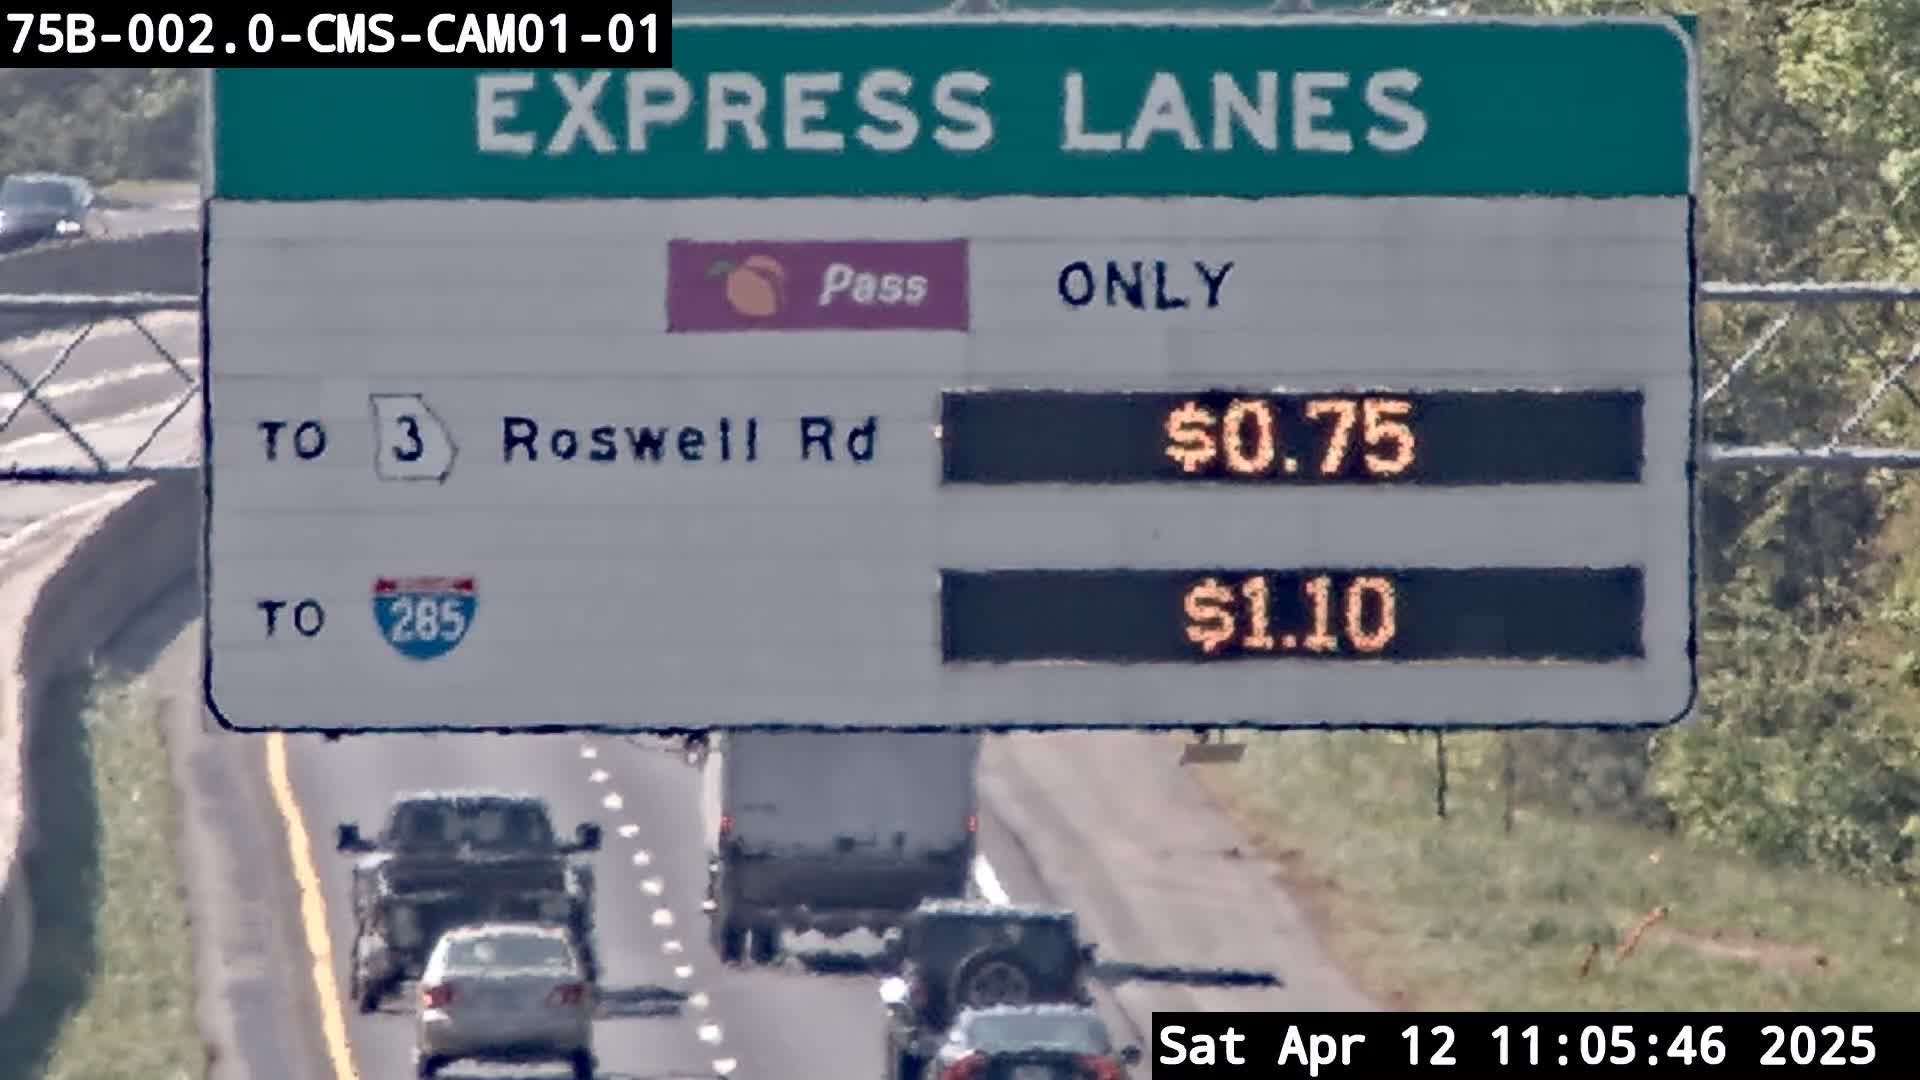 75B-002.0-CMS-CAM01-01
EXPRESS LANES
Pass ONLY
TO 3 Roswell Rd $0.75
TO 285 $1.10
Sat Apr 12 11:05:46 2025